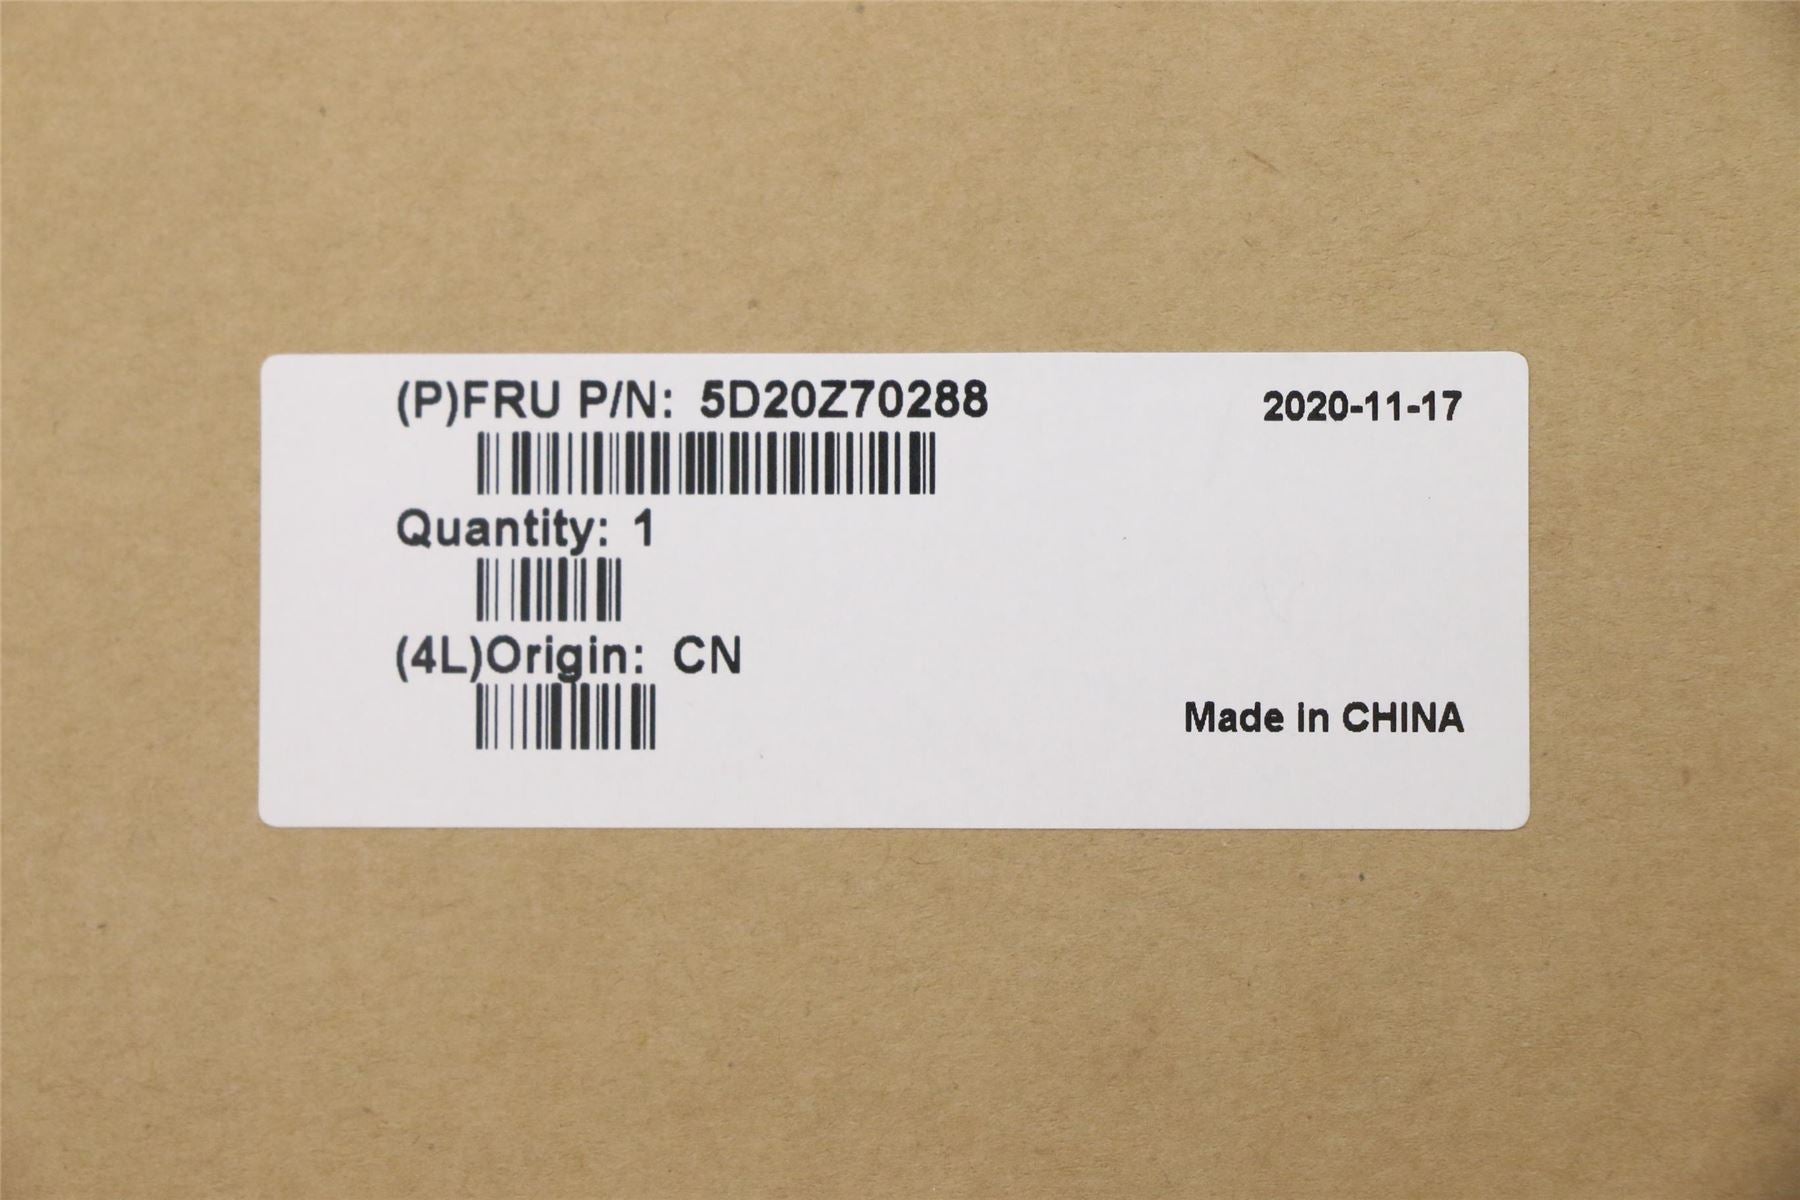 (P)FRU P/N: 5D20Z70288
2020-11-17
Quantity: 1
(4L)Origin: CN
Made in CHINA